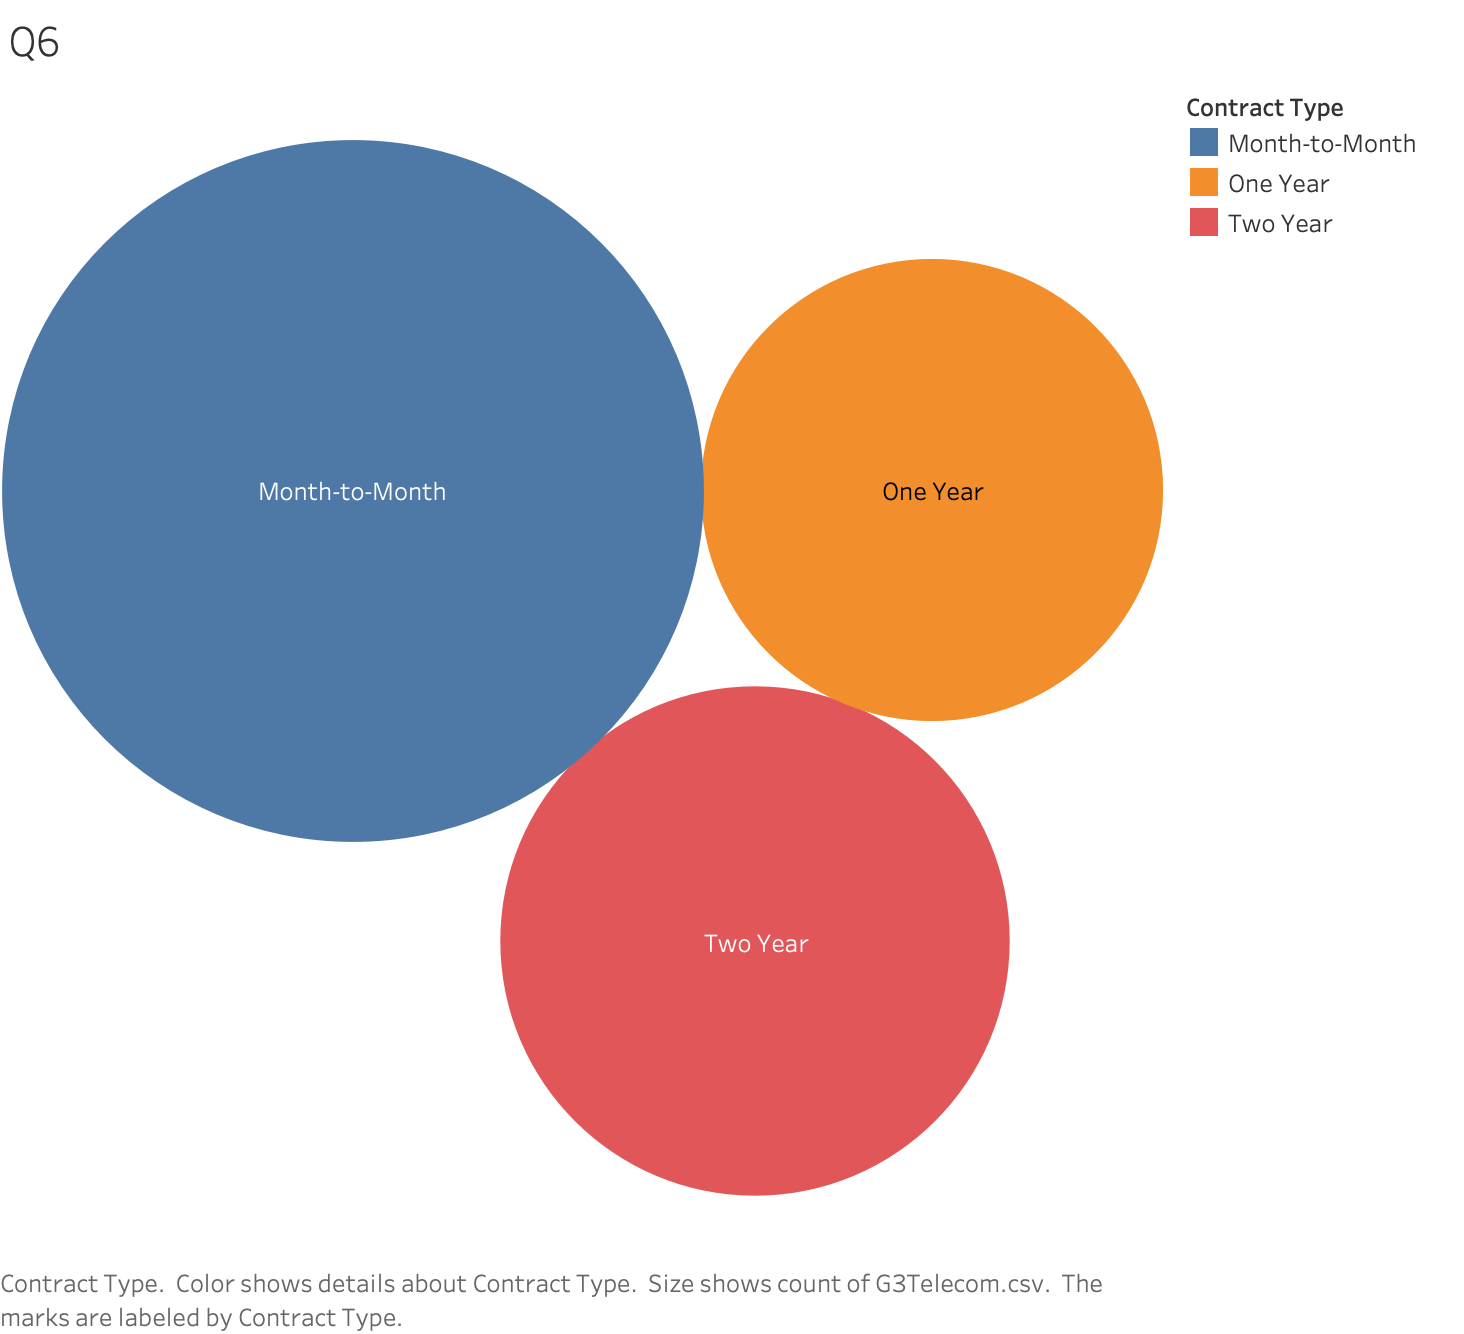 Q6
Contract Type
Month-to-Month
One Year
Two Year
Month-to-Month
One Year
Two Year
Contract Type.  Color shows details about Contract Type.  Size shows count of G3Telecom.csv.  The
marks are labeled by Contract Type.